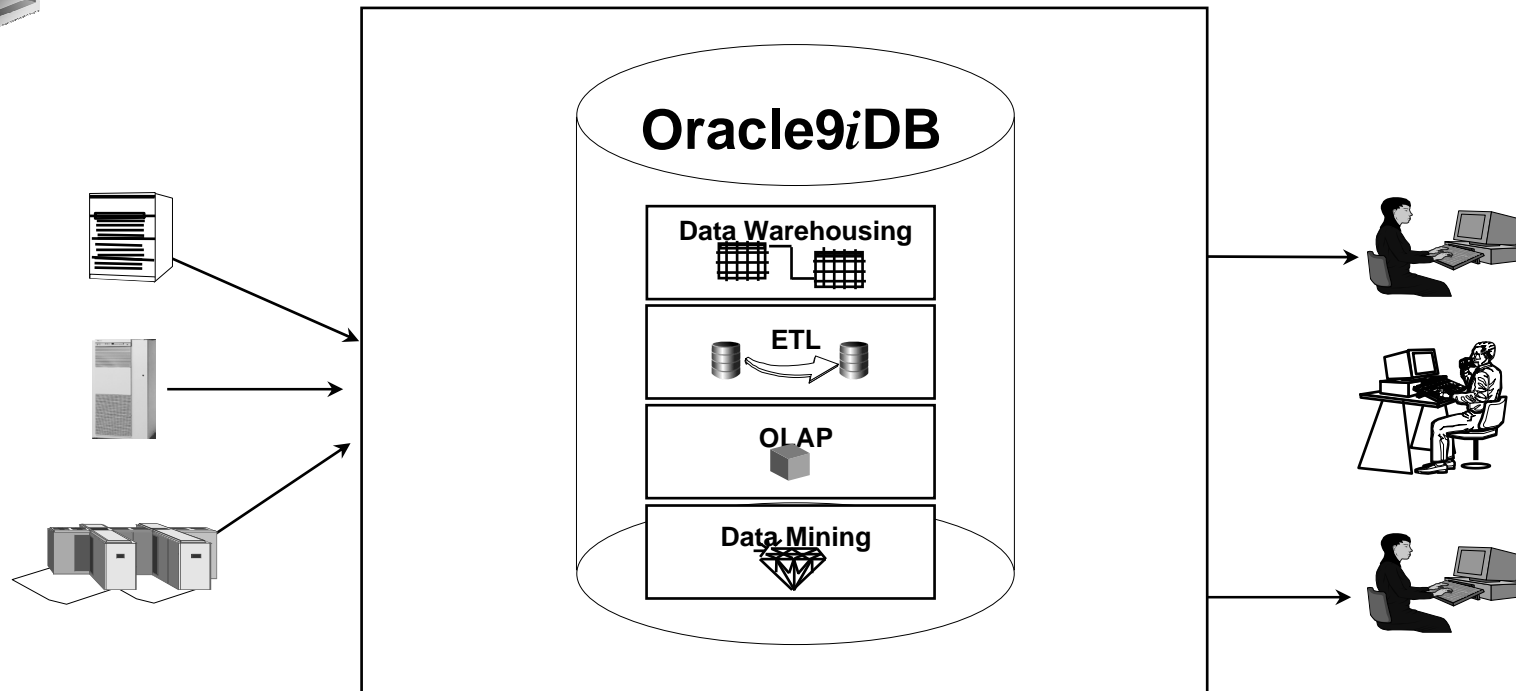 Oracle9iDB
Data Warehousing
ETL
OLAP
Data Mining